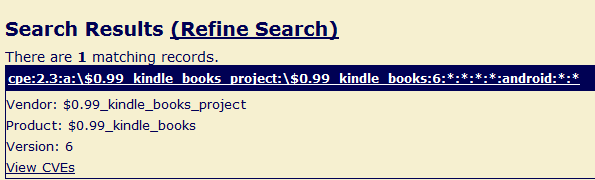 Search Results (Refine Search)
There are 1 matching records.
cpe:2.3:a:\$0.99_kindle_books_project:\$0.99_kindle_books:6:*:*:*:*:android:*:*
Vendor: $0.99_kindle_books_project
Product: $0.99_kindle_books
Version: 6
View CVEs